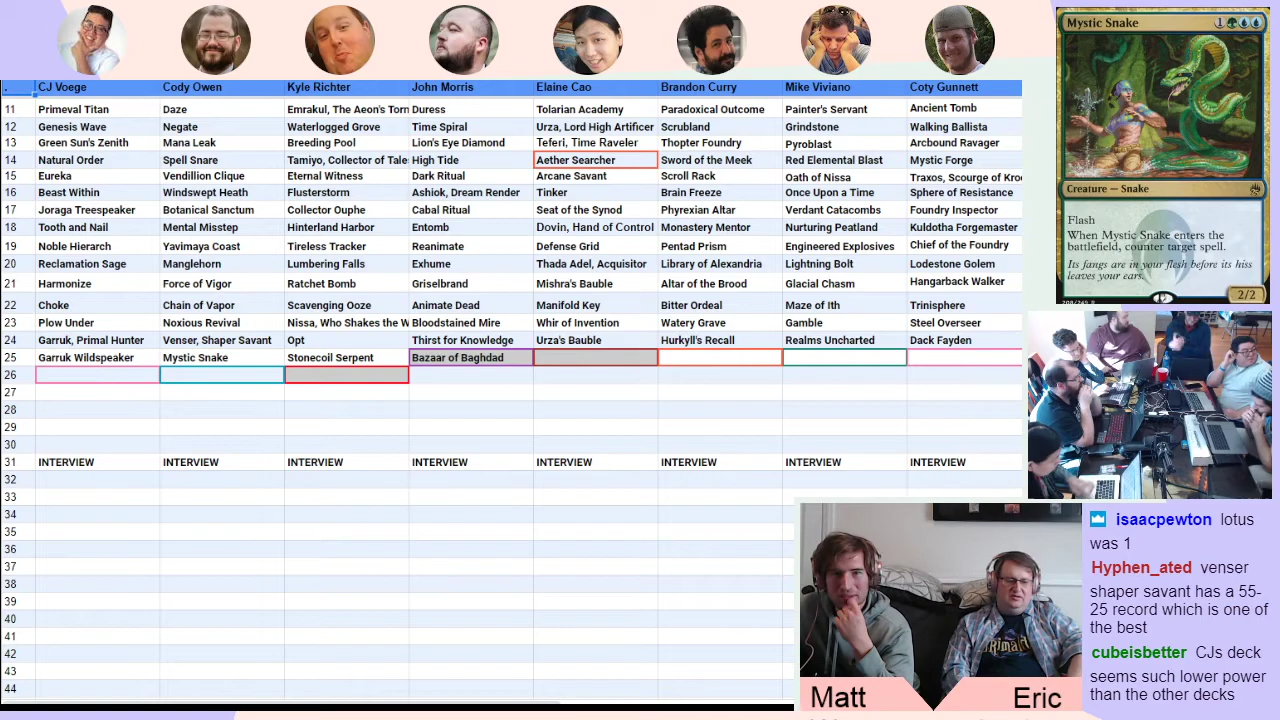 . CJ Voege Cody Owen Kyle Richter John Morris Elaine Cao Brandon Curry Mike Viviano Coty Gunnett
11 Primeval Titan Daze Emrakul, The Aeon's Torn Duress Tolarian Academy Paradoxical Outcome Painter's Servant Ancient Tomb
12 Genesis Wave Negate Waterlogged Grove Time Spiral Urza, Lord High Artificer Scrubland Grindstone Walking Ballista
13 Green Sun's Zenith Mana Leak Breeding Pool Lion's Eye Diamond Teferi, Time Raveler Thopter Foundry Pyroblast Arcbound Ravager
14 Natural Order Spell Snare Tamiyo, Collector of Tale: High Tide Aether Searcher Sword of the Meek Red Elemental Blast Mystic Forge
15 Eureka Vendillion Clique Eternal Witness Dark Ritual Arcane Savant Scroll Rack Oath of Nissa Traxos, Scourge of Kro
16 Beast Within Windswept Heath Flusterstorm Ashiok, Dream Render Tinker Brain Freeze Once Upon a Time Sphere of Resistance
17 Joraga Treespeaker Botanical Sanctum Collector Ouphe Cabal Ritual Seat of the Synod Phyrexian Altar Verdant Catacombs Foundry Inspector
18 Tooth and Nail Mental Misstep Hinterland Harbor Entomb Dovin, Hand of Control Monastery Mentor Nurturing Peatland Kuldotha Forgemaster
19 Noble Hierarch Yavimaya Coast Tireless Tracker Reanimate Defense Grid Pentad Prism Engineered Explosives Chief of the Foundry
20 Reclamation Sage Manglehorn Lumbering Falls Exhume Thada Adel, Acquisitor Library of Alexandria Lightning Bolt Lodestone Golem
21 Harmonize Force of Vigor Ratchet Bomb Griselbrand Mishra's Bauble Altar of the Brood Glacial Chasm Hangarback Walker
22 Choke Chain of Vapor Scavenging Ooze Animate Dead Manifold Key Bitter Ordeal Maze of Ith Trinisphere
23 Plow Under Noxious Revival Nissa, Who Shakes the W Bloodstained Mire Whir of Invention Watery Grave Gamble Steel Overseer
24 Garruk, Primal Hunter Venser, Shaper Savant Opt Thirst for Knowledge Urza's Bauble Hurkyll's Recall Realms Uncharted Dack Fayden
25 Garruk Wildspeaker Mystic Snake Stonecoil Serpent Bazaar of Baghdad
26
27
28
29
30
31 INTERVIEW INTERVIEW INTERVIEW INTERVIEW INTERVIEW INTERVIEW INTERVIEW INTERVIEW
32
33
34
35
36
37
38
39
40
41
42
43
44
Mystic Snake 1
Creature — Snake
Flash
When Mystic Snake enters the
battlefield, counter target spell.
Its fangs are in your flesh before its hiss
leaves your ears.
2/2
Matt Eric
isaacpewton lotus
was 1
Hyphen_ated venser
shaper savant has a 55-
25 record which is one of
the best
cubeisbetter CJs deck
seems such lower power
than the other decks